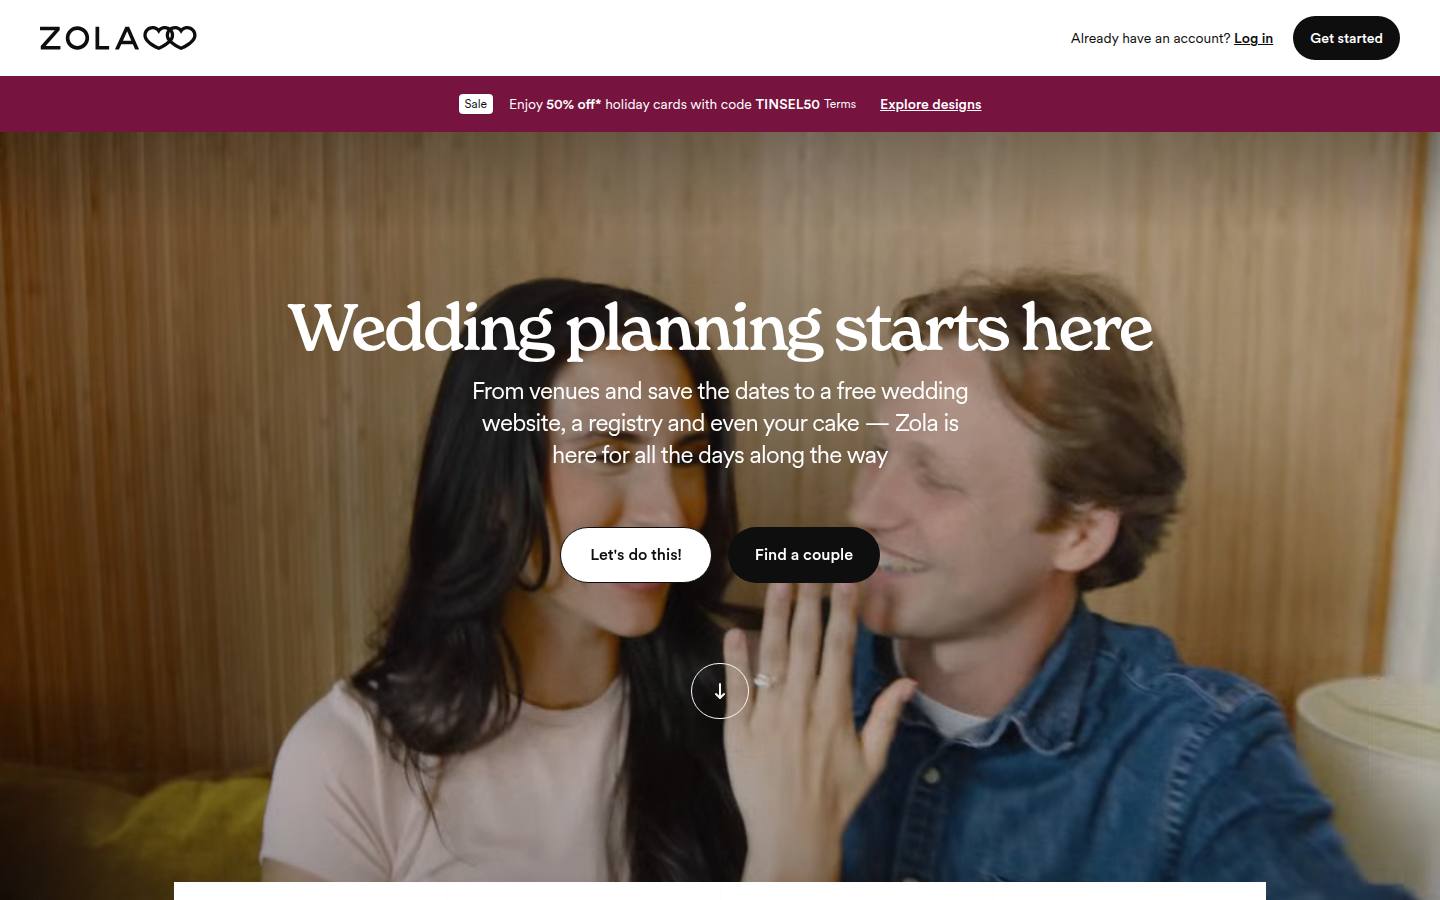 ZOLA
Already have an account? Log in
Get started
Sale
Enjoy 50% off* holiday cards with code TINSEL50 Terms
Explore designs
Wedding planning starts here
From venues and save the dates to a free wedding
website, a registry and even your cake — Zola is
here for all the days along the way
Let's do this!
Find a couple